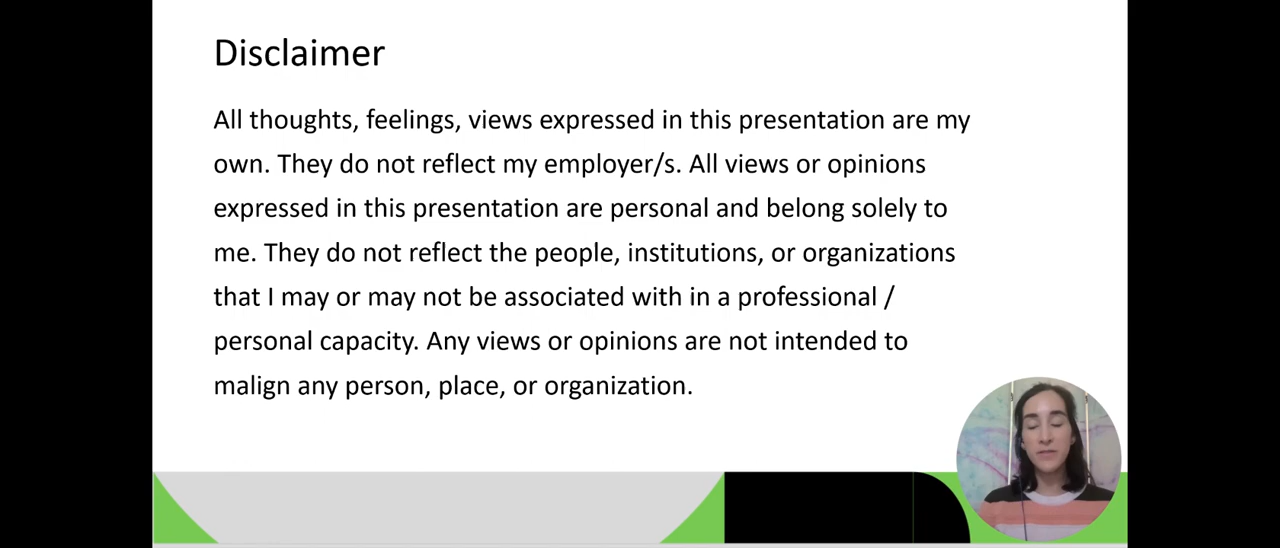 Disclaimer
All thoughts, feelings, views expressed in this presentation are my
own. They do not reflect my employer/s. All views or opinions
expressed in this presentation are personal and belong solely to
me. They do not reflect the people, institutions, or organizations
that I may or may not be associated with in a professional /
personal capacity. Any views or opinions are not intended to
malign any person, place, or organization.